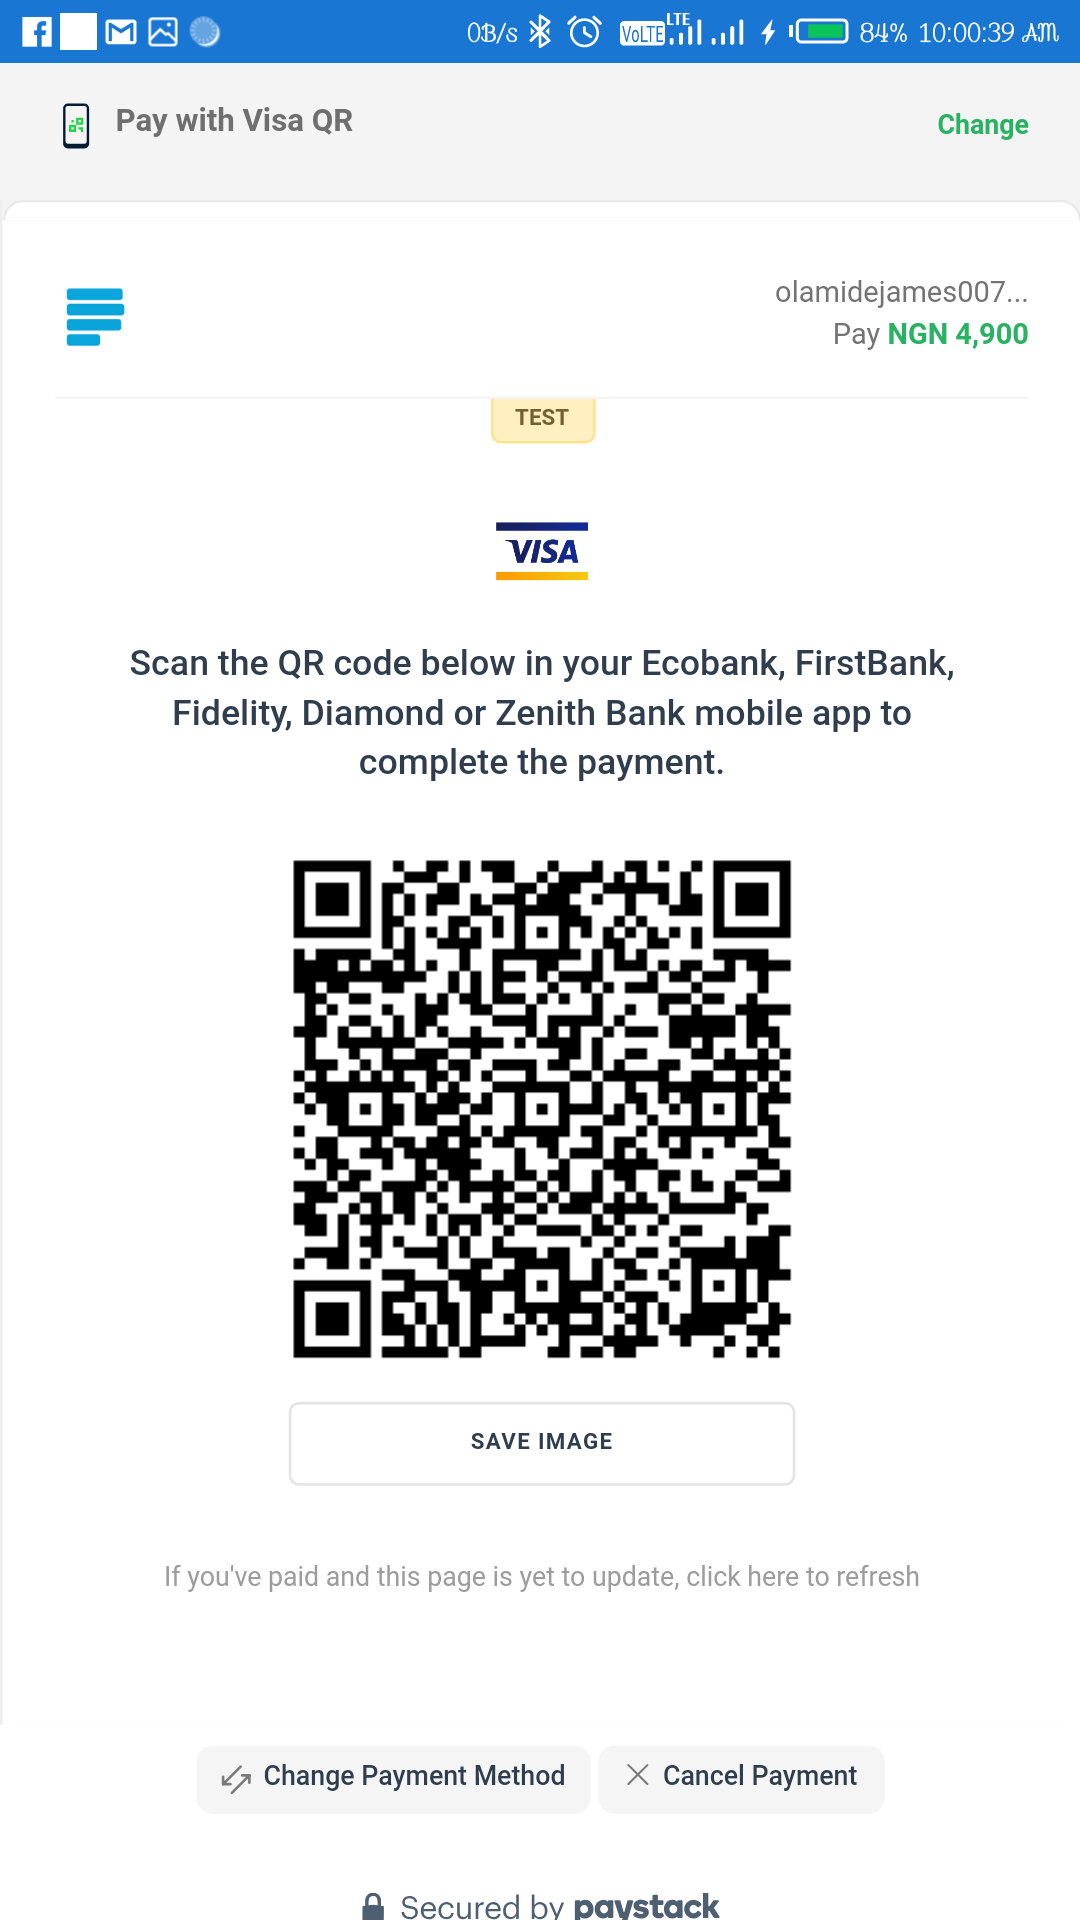 0B/s VoLTE LTE 84% 10:00:39 AM
Pay with Visa QR
Change
olamidejames007...
Pay NGN 4,900
TEST
VISA
Scan the QR code below in your Ecobank, FirstBank,
Fidelity, Diamond or Zenith Bank mobile app to
complete the payment.
SAVE IMAGE
If you've paid and this page is yet to update, click here to refresh
Change Payment Method
Cancel Payment
Secured by paystack